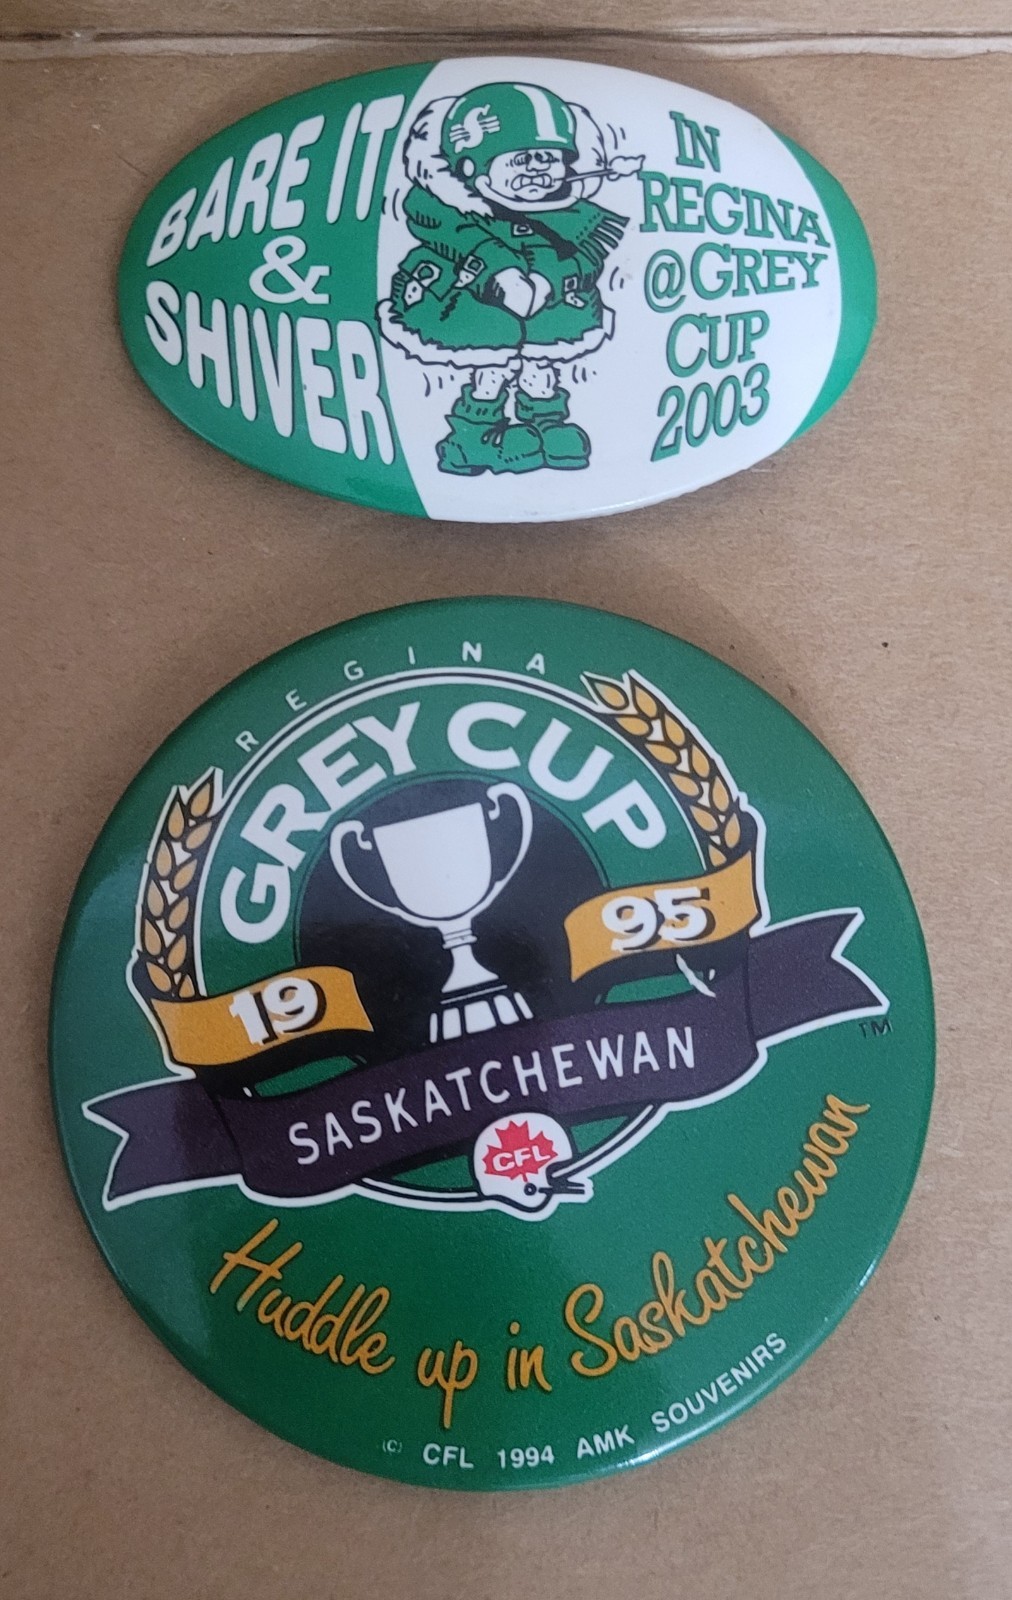 BARE IT
&
SHIVER
S
IN
REGINA
@GREY
CUP
2003
REGINA
GREY CUP
19 95
SASKATCHEWAN
TM
CFL
Huddle up in Saskatchewan
(C) CFL 1994 AMK SOUVENIRS